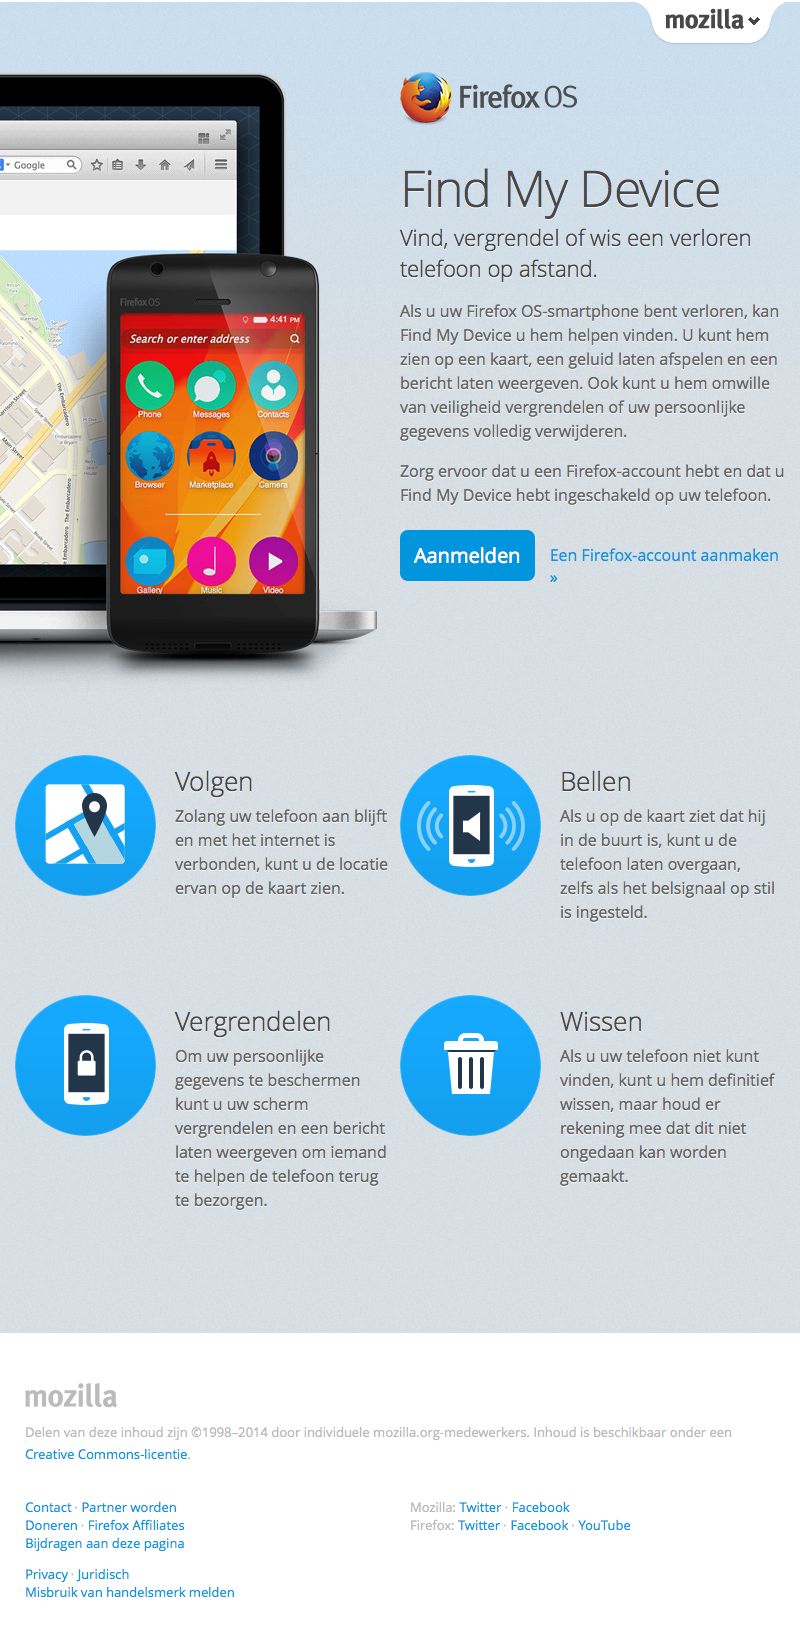 mozilla
Firefox OS
Find My Device
Vind, vergrendel of wis een verloren
telefoon op afstand.
Als u uw Firefox OS-smartphone bent verloren, kan
Find My Device u hem helpen vinden. U kunt hem
zien op een kaart, een geluid laten afspelen en een
bericht laten weergeven. Ook kunt u hem omwille
van veiligheid vergrendelen of uw persoonlijke
gegevens volledig verwijderen.
Zorg ervoor dat u een Firefox-account hebt en dat u
Find My Device hebt ingeschakeld op uw telefoon.
Aanmelden
Een Firefox-account aanmaken
»
Google
Firefox OS
4:41 PM
Search or enter address
Phone Messages Contacts
Browser Marketplace Camera
Gallery Music Video
The Embarcadero
Volgen
Zolang uw telefoon aan blijft
en met het internet is
verbonden, kunt u de locatie
ervan op de kaart zien.
Bellen
Als u op de kaart ziet dat hij
in de buurt is, kunt u de
telefoon laten overgaan,
zelfs als het belsignaal op stil
is ingesteld.
Vergrendelen
Om uw persoonlijke
gegevens te beschermen
kunt u uw scherm
vergrendelen en een bericht
laten weergeven om iemand
te helpen de telefoon terug
te bezorgen.
Wissen
Als u uw telefoon niet kunt
vinden, kunt u hem definitief
wissen, maar houd er
rekening mee dat dit niet
ongedaan kan worden
gemaakt.
mozilla
Delen van deze inhoud zijn ©1998–2014 door individuele mozilla.org-medewerkers. Inhoud is beschikbaar onder een
Creative Commons-licentie.
Contact · Partner worden
Doneren · Firefox Affiliates
Bijdragen aan deze pagina
Privacy · Juridisch
Misbruik van handelsmerk melden
Mozilla: Twitter · Facebook
Firefox: Twitter · Facebook · YouTube